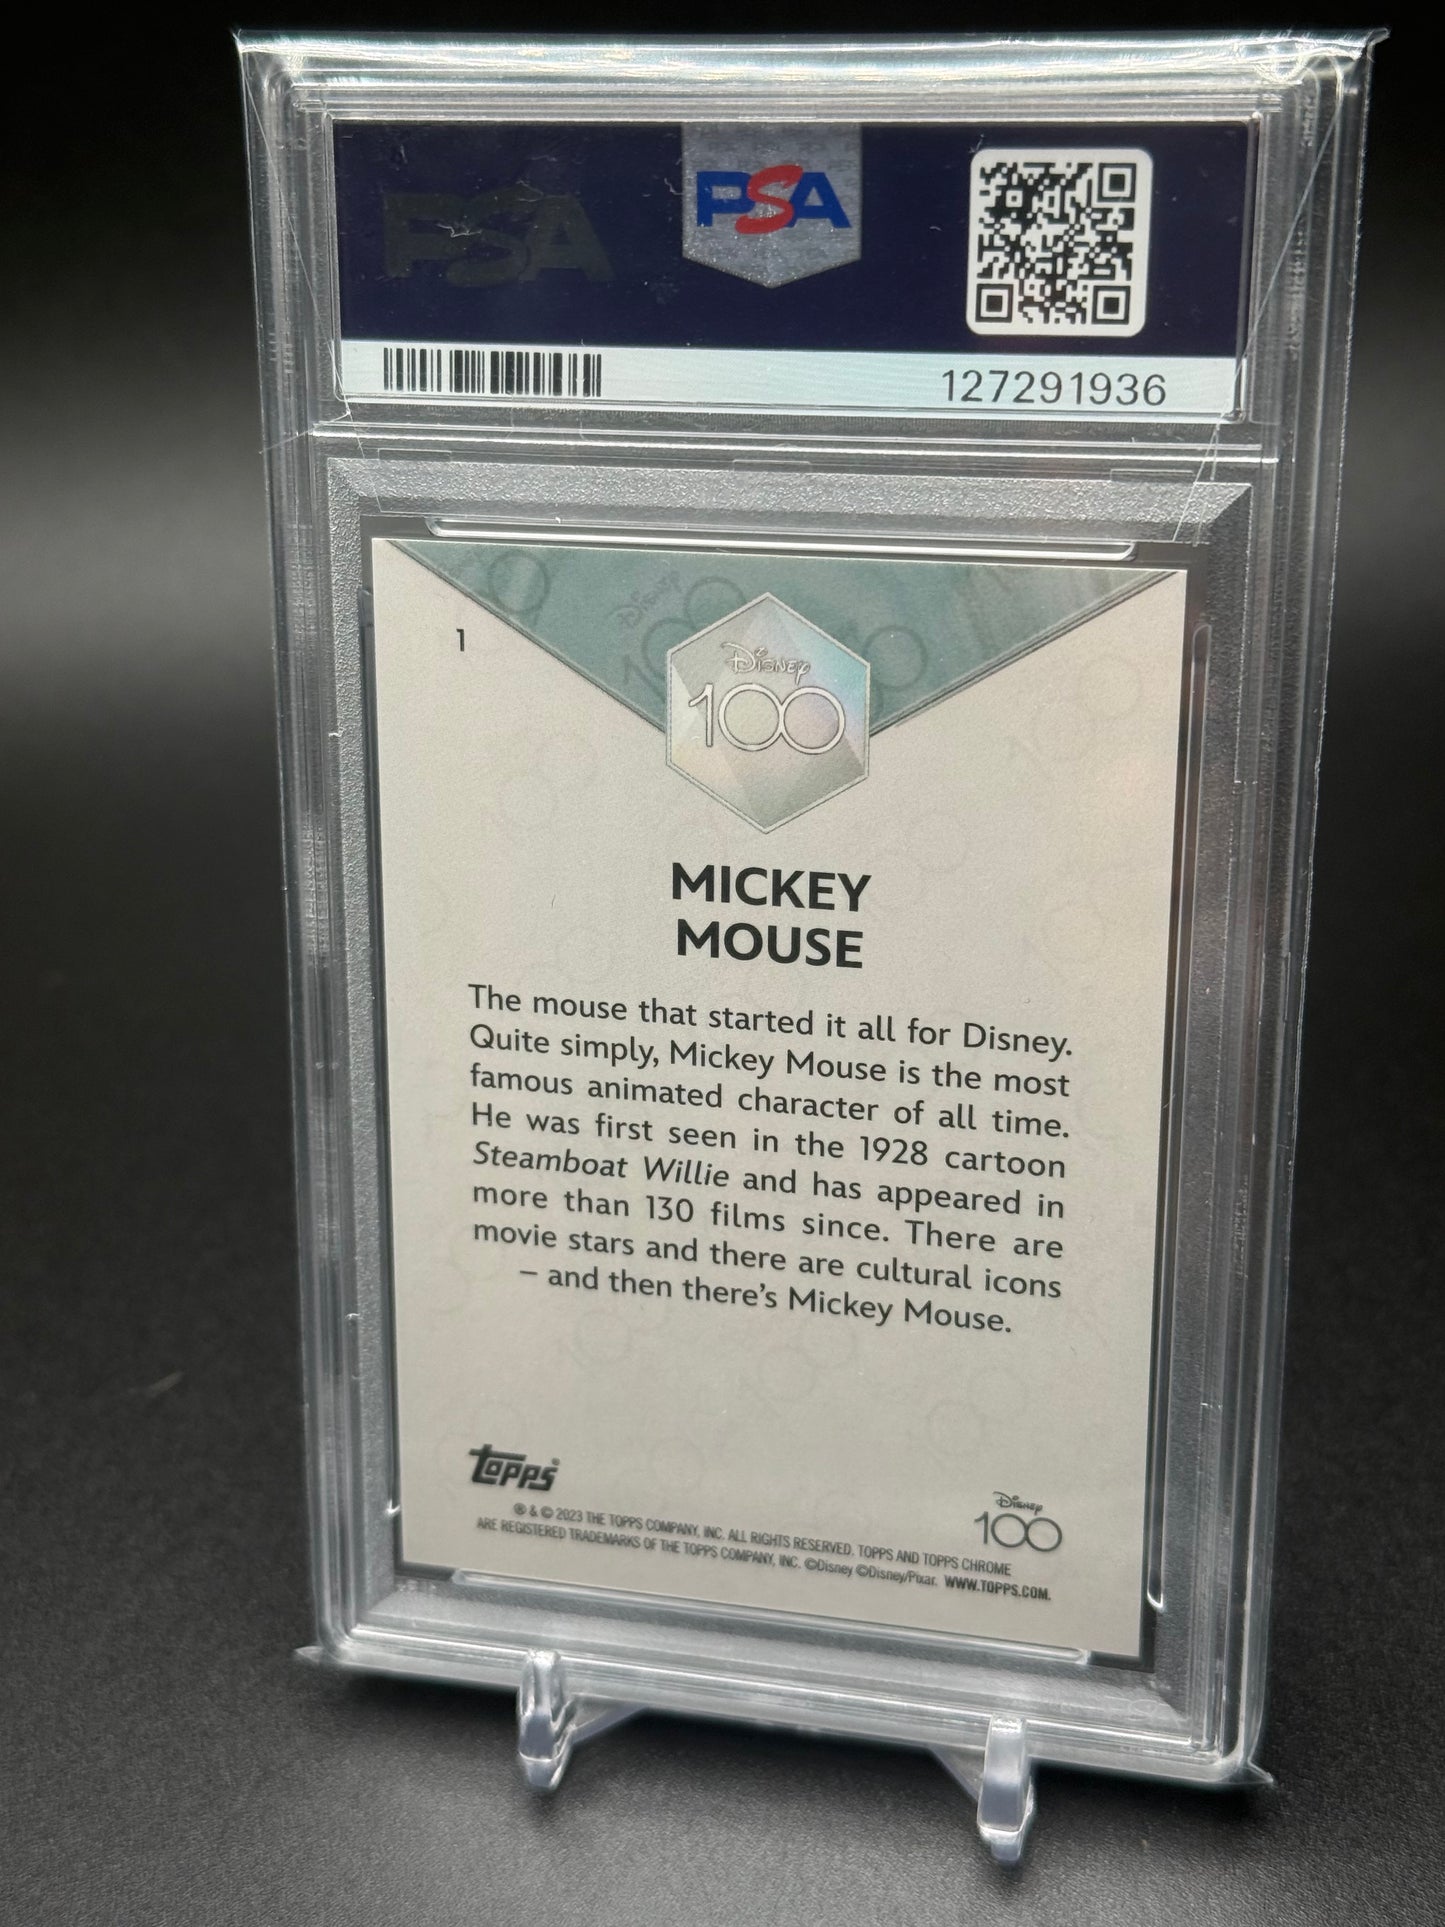 PSA
PSA
127291936
1
Disney
100
MICKEY
MOUSE
The mouse that started it all for Disney.
Quite simply, Mickey Mouse is the most
famous animated character of all time.
He was first seen in the 1928 cartoon
Steamboat Willie and has appeared in
more than 130 films since. There are
movie stars and there are cultural icons
– and then there's Mickey Mouse.
Topps®
Disney
100
® & © 2023 THE TOPPS COMPANY, INC. ALL RIGHTS RESERVED. TOPPS AND TOPPS CHROME
ARE REGISTERED TRADEMARKS OF THE TOPPS COMPANY, INC. ©Disney ©Disney/Pixar. WWW.TOPPS.COM.